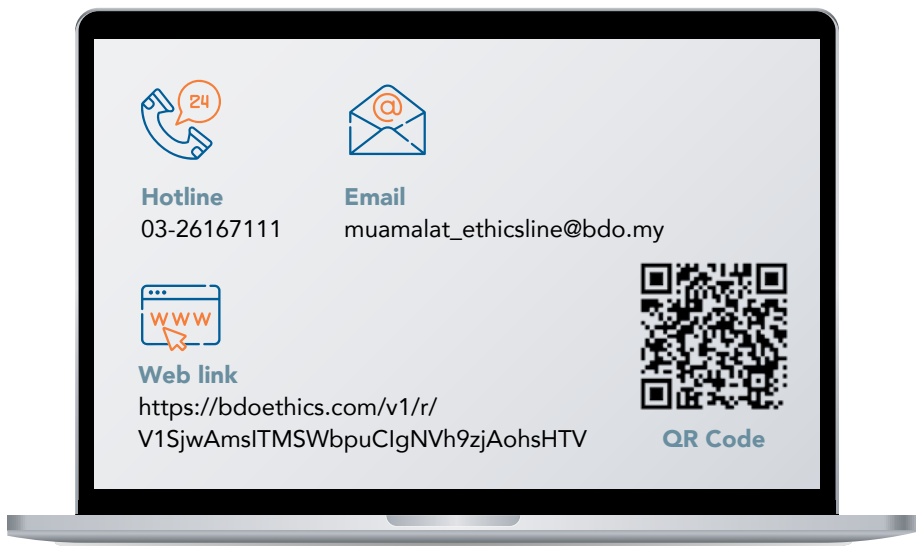 24
@
Hotline
03-26167111
Email
muamalat_ethicsline@bdo.my
WWW
Web link
https://bdoethics.com/v1/r/
V1SjwAmsITMSWbpuCIgNVh9zjAohsHTV
QR Code